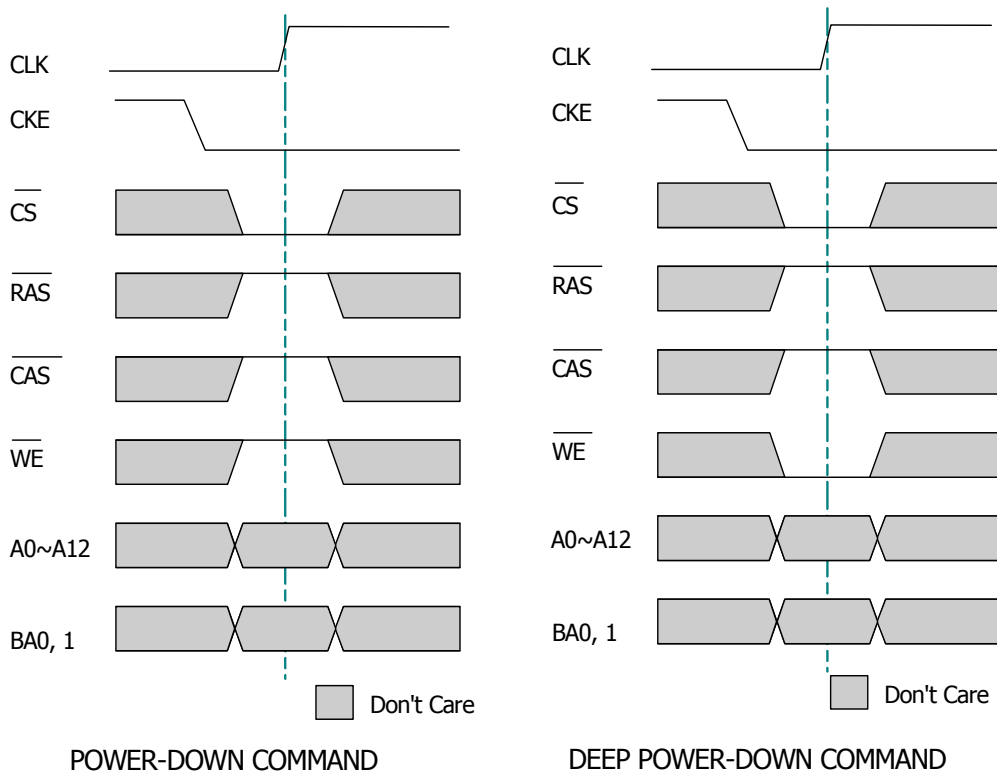 CLK
CKE
CS
RAS
CAS
WE
A0~A12
BA0, 1
Don't Care
POWER-DOWN COMMAND
CLK
CKE
CS
RAS
CAS
WE
A0~A12
BA0, 1
Don't Care
DEEP POWER-DOWN COMMAND